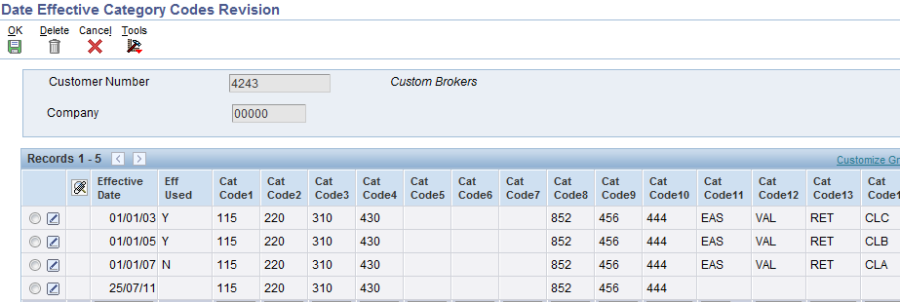 Date Effective Category Codes Revision
OK Delete Cancel Tools
Customer Number 4243 Custom Brokers
Company 00000
Records 1 - 5 Customize Gr
Effective Date Eff Used Cat Code1 Cat Code2 Cat Code3 Cat Code4 Cat Code5 Cat Code6 Cat Code7 Cat Code8 Cat Code9 Cat Code10 Cat Code11 Cat Code12 Cat Code13 Cat Code1
01/01/03 Y 115 220 310 430 852 456 444 EAS VAL RET CLC
01/01/05 Y 115 220 310 430 852 456 444 EAS VAL RET CLB
01/01/07 N 115 220 310 430 852 456 444 EAS VAL RET CLA
25/07/11 115 220 310 430 852 456 444